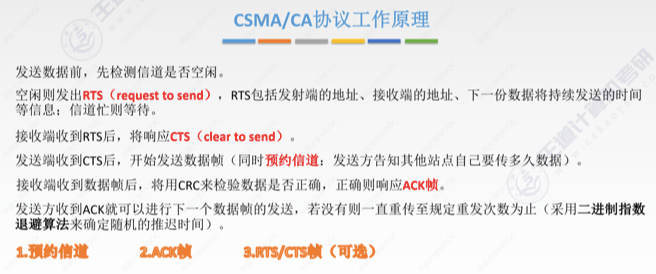 CSMA/CA协议工作原理
发送数据前，先检测信道是否空闲。
空闲则发出RTS（request to send），RTS包括发射端的地址、接收端的地址、下一份数据将持续发送的时间
等信息；信道忙则等待。
接收端收到RTS后，将响应CTS（clear to send）。
发送端收到CTS后，开始发送数据帧（同时预约信道：发送方告知其他站点自己要传多久数据）。
接收端收到数据帧后，将用CRC来检验数据是否正确，正确则响应ACK帧。
发送方收到ACK就可以进行下一个数据帧的发送，若没有则一直重传至规定重发次数为止（采用二进制指数
退避算法来确定随机的推迟时间）。
1.预约信道 2.ACK帧 3.RTS/CTS帧（可选）
王道计算机考研